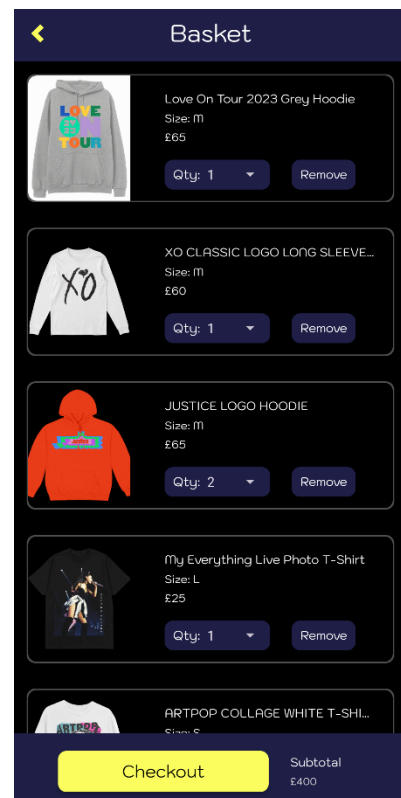 Basket
LOVE
ON
TOUR
Love On Tour 2023 Grey Hoodie
Size: M
£65
Qty: 1
Remove
XO
XO CLASSIC LOGO LONG SLEEVE...
Size: M
£60
Qty: 1
Remove
JUSTICE LOGO HOODIE
Size: M
£65
Qty: 2
Remove
My Everything Live Photo T-Shirt
Size: L
£25
Qty: 1
Remove
ARTPOP
ARTPOP COLLAGE WHITE T-SHI...
Size: S
Checkout
Subtotal
£400